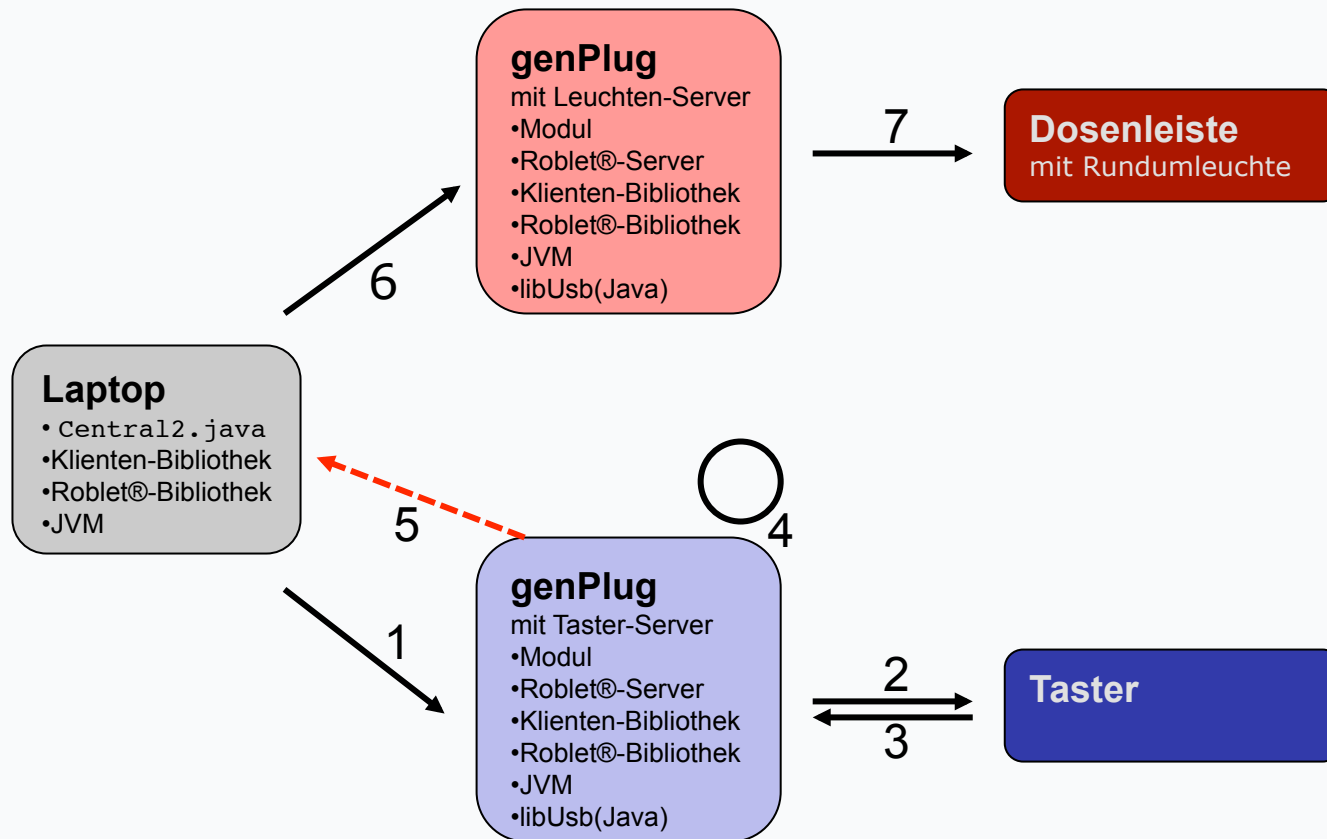 genPlug
mit Leuchten-Server
•Modul
•Roblet®-Server
•Klienten-Bibliothek
•Roblet®-Bibliothek
•JVM
•libUsb(Java)
7
Dosenleiste
mit Rundumleuchte
6
Laptop
• Central2.java
•Klienten-Bibliothek
•Roblet®-Bibliothek
•JVM
5
4
1
genPlug
mit Taster-Server
•Modul
•Roblet®-Server
•Klienten-Bibliothek
•Roblet®-Bibliothek
•JVM
•libUsb(Java)
2
3
Taster